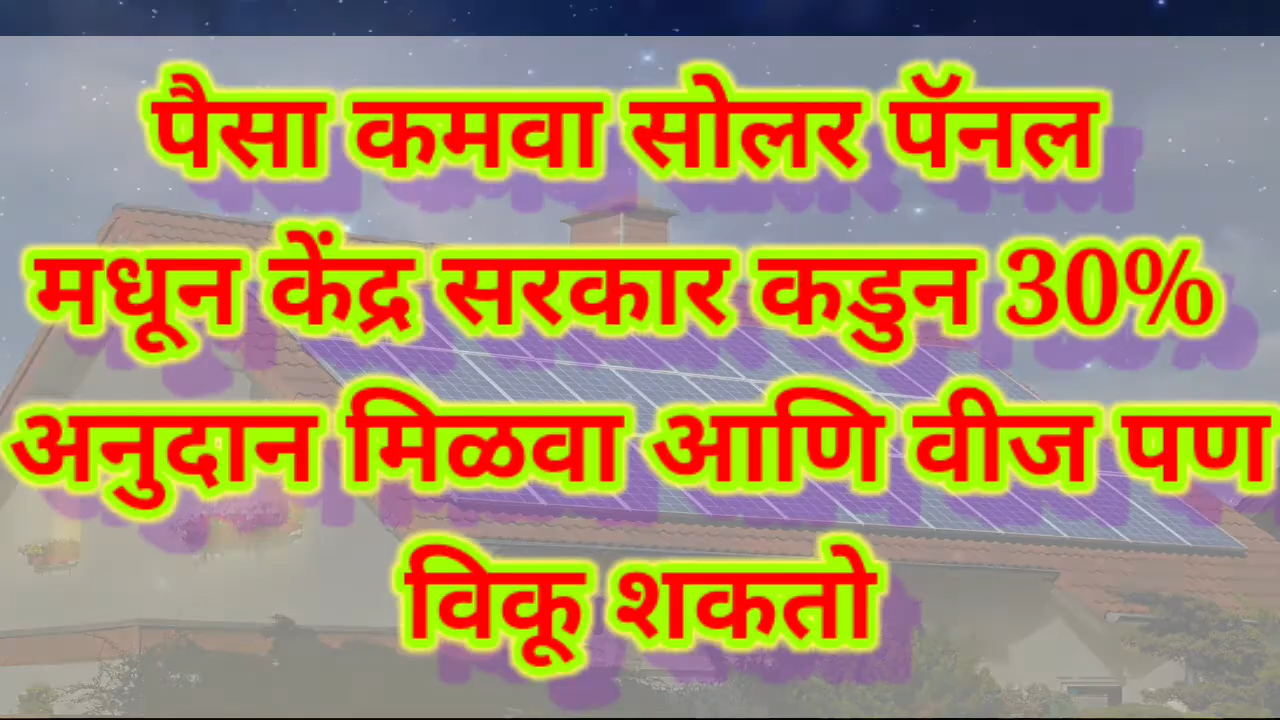 पैसा कमवा सोलर पॅनल
मधून केंद्र सरकार कडुन 30%
अनुदान मिळवा आणि वीज पण
विकू शकतो